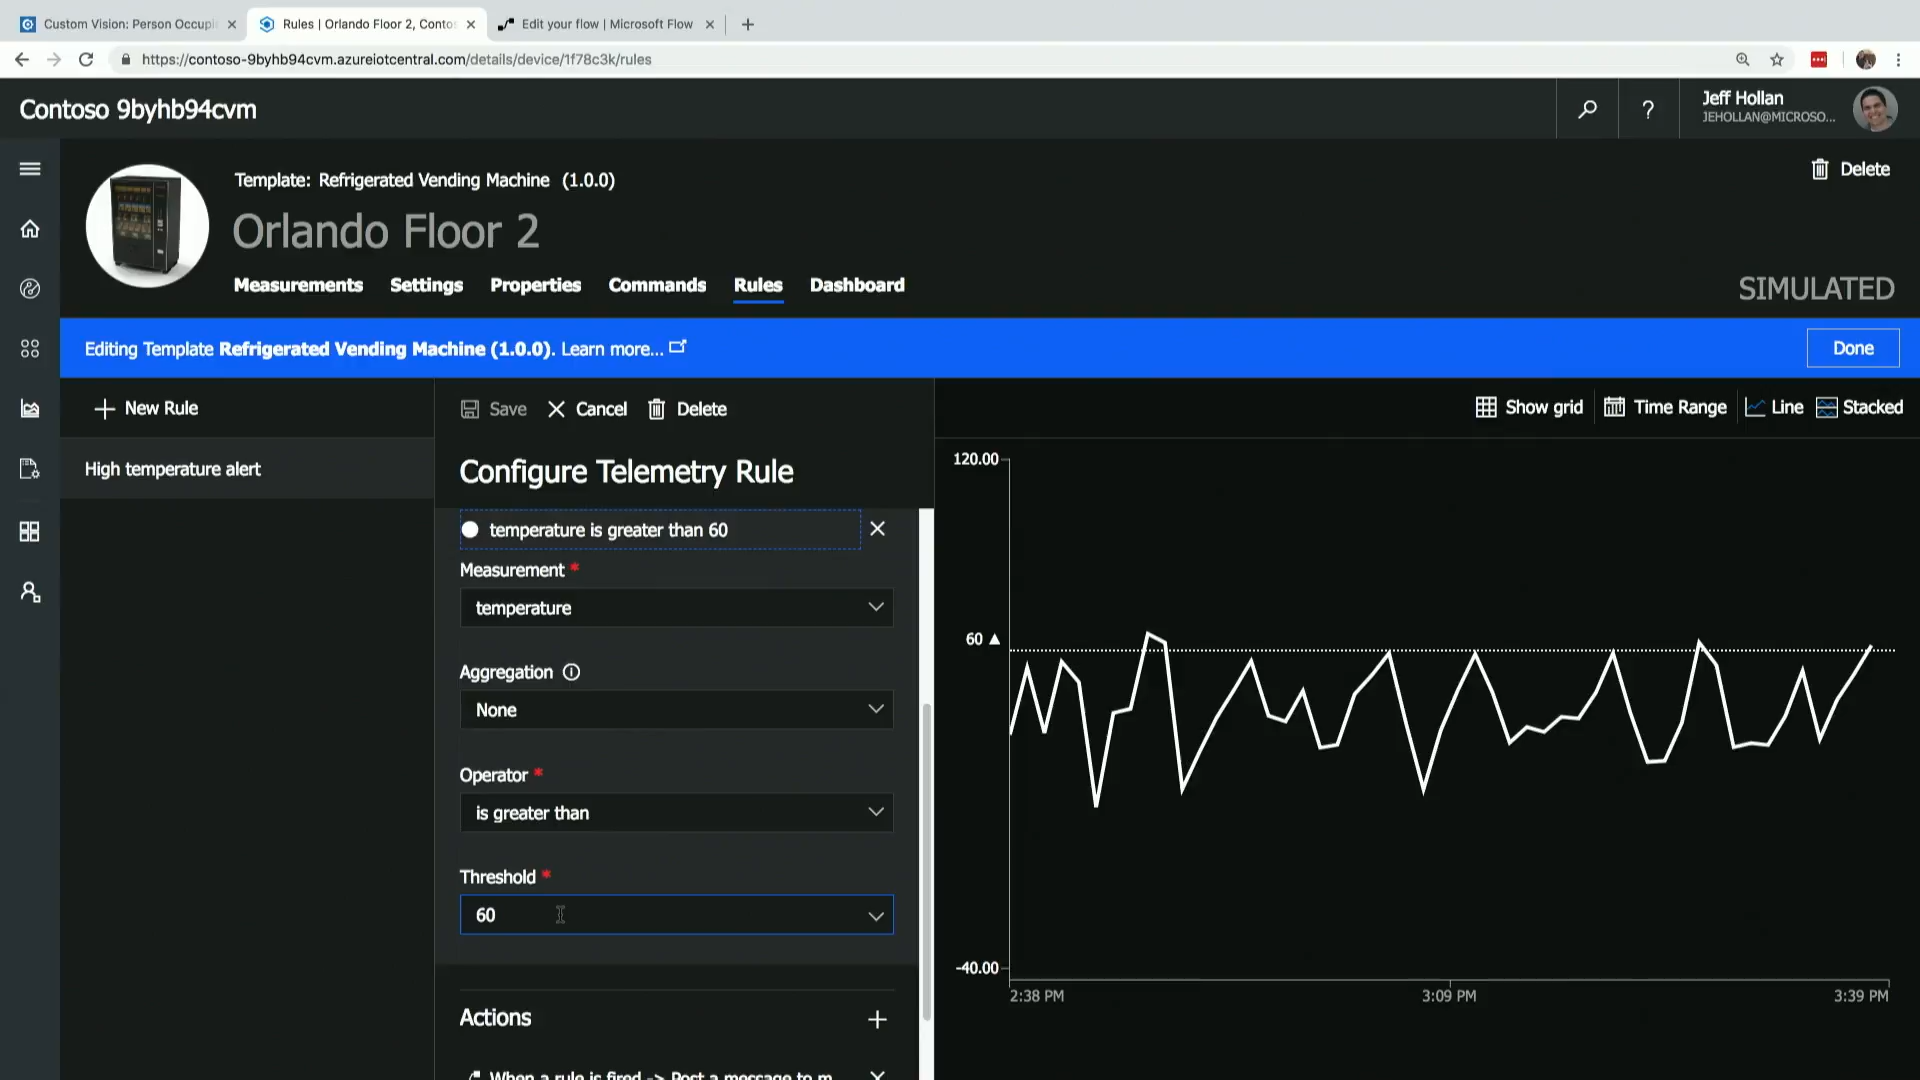 Custom Vision: Person Occupi
Rules | Orlando Floor 2, Contos
Edit your flow | Microsoft Flow
https://contoso-9byhb94cvm.azureiotcentral.com/details/device/1f78c3k/rules
Contoso 9byhb94cvm
?
Jeff Hollan
JEHOLLAN@MICROSO...
Template: Refrigerated Vending Machine (1.0.0)
Delete
Orlando Floor 2
Measurements Settings Properties Commands Rules Dashboard
SIMULATED
Editing Template Refrigerated Vending Machine (1.0.0). Learn more...
Done
New Rule
Save Cancel Delete
Show grid Time Range Line Stacked
High temperature alert
Configure Telemetry Rule
temperature is greater than 60
Measurement *
temperature
Aggregation
None
Operator *
is greater than
Threshold *
60
Actions
When a rule is fired -> Post a message to m
120.00
60 ▲
-40.00
2:38 PM
3:09 PM
3:39 PM